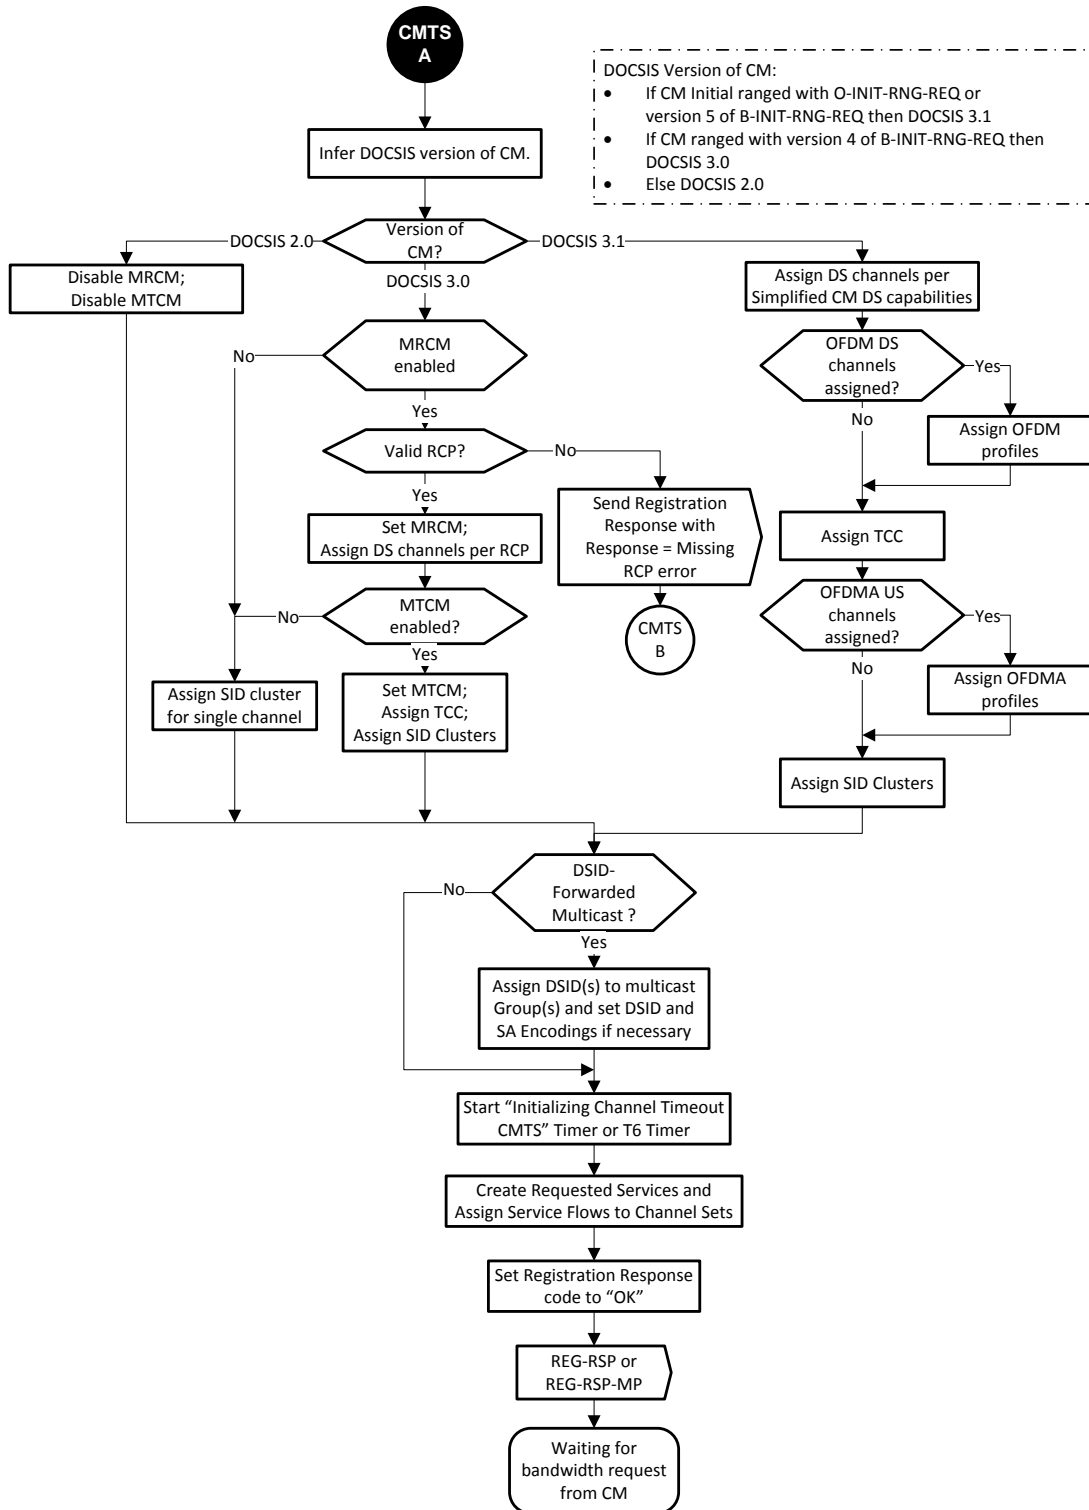 CMTS
A
DOCSIS Version of CM:
• If CM Initial ranged with O-INIT-RNG-REQ or
version 5 of B-INIT-RNG-REQ then DOCSIS 3.1
• If CM ranged with version 4 of B-INIT-RNG-REQ then
DOCSIS 3.0
• Else DOCSIS 2.0
Infer DOCSIS version of CM.
Version of
CM?
DOCSIS 2.0
DOCSIS 3.1
DOCSIS 3.0
Disable MRCM;
Disable MTCM
Assign DS channels per
Simplified CM DS capabilities
MRCM
enabled
No
Yes
OFDM DS
channels
assigned?
Yes
No
Assign OFDM
profiles
Valid RCP?
No
Yes
Send Registration
Response with
Response = Missing
RCP error
Set MRCM;
Assign DS channels per RCP
Assign TCC
MTCM
enabled?
No
Yes
CMTS
B
OFDMA US
channels
assigned?
Yes
No
Assign OFDMA
profiles
Assign SID cluster
for single channel
Set MTCM;
Assign TCC;
Assign SID Clusters
Assign SID Clusters
DSID-
Forwarded
Multicast ?
No
Yes
Assign DSID(s) to multicast
Group(s) and set DSID and
SA Encodings if necessary
Start “Initializing Channel Timeout
CMTS” Timer or T6 Timer
Create Requested Services and
Assign Service Flows to Channel Sets
Set Registration Response
code to “OK”
REG-RSP or
REG-RSP-MP
Waiting for
bandwidth request
from CM